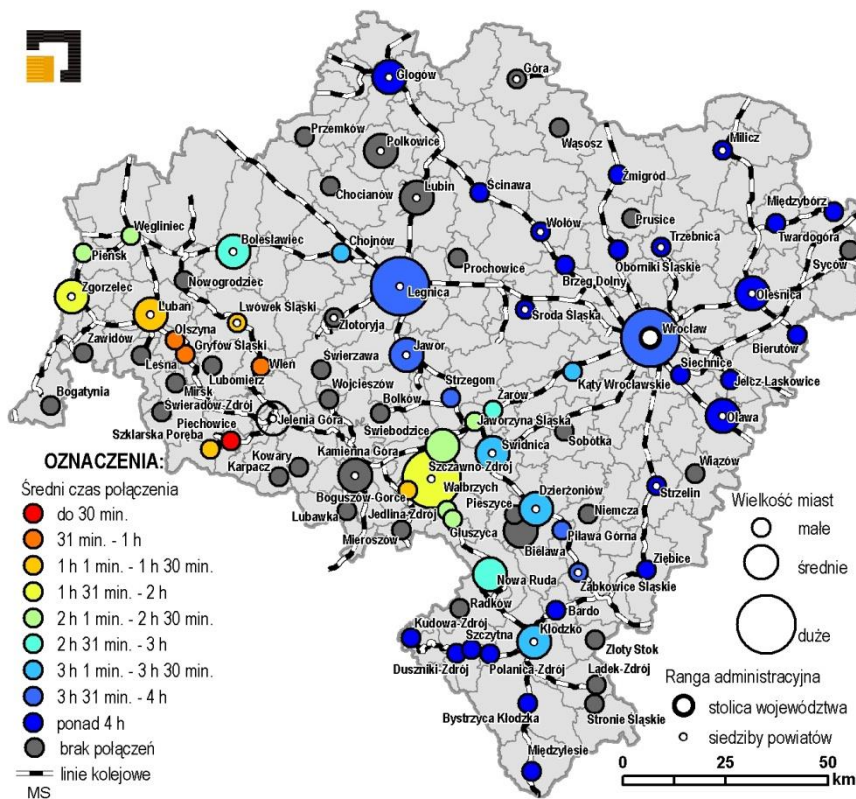 Góra
Głogów
Przemków
Polkowice
Wąsosz
Milicz
Żmigród
Chocianów
Lubin
Ścinawa
Międzybórz
Twardogóra
Prusice
Trzebnica
Syców
Węgliniec
Bolesławiec
Chojnów
Wołów
Pieńsk
Prochowice
Brzeg Dolny
Oborniki Śląskie
Nowogrodziec
Legnica
Oleśnica
Zgorzelec
Lubań
Lwówek Śląski
Złotoryja
Środa Śląska
Wrocław
Bierutów
Olszyna
Zawidów
Gryfów Śląski
Jawor
Siechnice
Leśna
Lubomierz
Wleń
Świerzawa
Kąty Wrocławskie
Jelcz-Laskowice
Mirsk
Wojcieszów
Strzegom
Żarów
Bogatynia
Świeradów-Zdrój
Bolków
Jaworzyna Śląska
Oława
Piechowice
Jelenia Góra
Świebodzice
Sobótka
Szklarska Poręba
Kamienna Góra
Świdnica
Kowary
Szczawno-Zdrój
Wiązów
Karpacz
Wałbrzych
Dzierżoniów
Strzelin
Boguszów-Gorce
Pieszyce
Niemcza
Lubawka
Jedlina-Zdrój
Piława Górna
Mieroszów
Głuszyca
Bielawa
Ziębice
Nowa Ruda
Ząbkowice Śląskie
Radków
Bardo
Kudowa-Zdrój
Kłodzko
Szczytna
Złoty Stok
Duszniki-Zdrój
Polanica-Zdrój
Lądek-Zdrój
Bystrzyca Kłodzka
Stronie Śląskie
Międzylesie
OZNACZENIA:
Średni czas połączenia
do 30 min.
31 min. - 1 h
1 h 1 min. - 1 h 30 min.
1 h 31 min. - 2 h
2 h 1 min. - 2 h 30 min.
2 h 31 min. - 3 h
3 h 1 min. - 3 h 30 min.
3 h 31 min. - 4 h
ponad 4 h
brak połączeń
linie kolejowe
MS
Wielkość miast
małe
średnie
duże
Ranga administracyjna
stolica województwa
siedziby powiatów
0 25 50
km